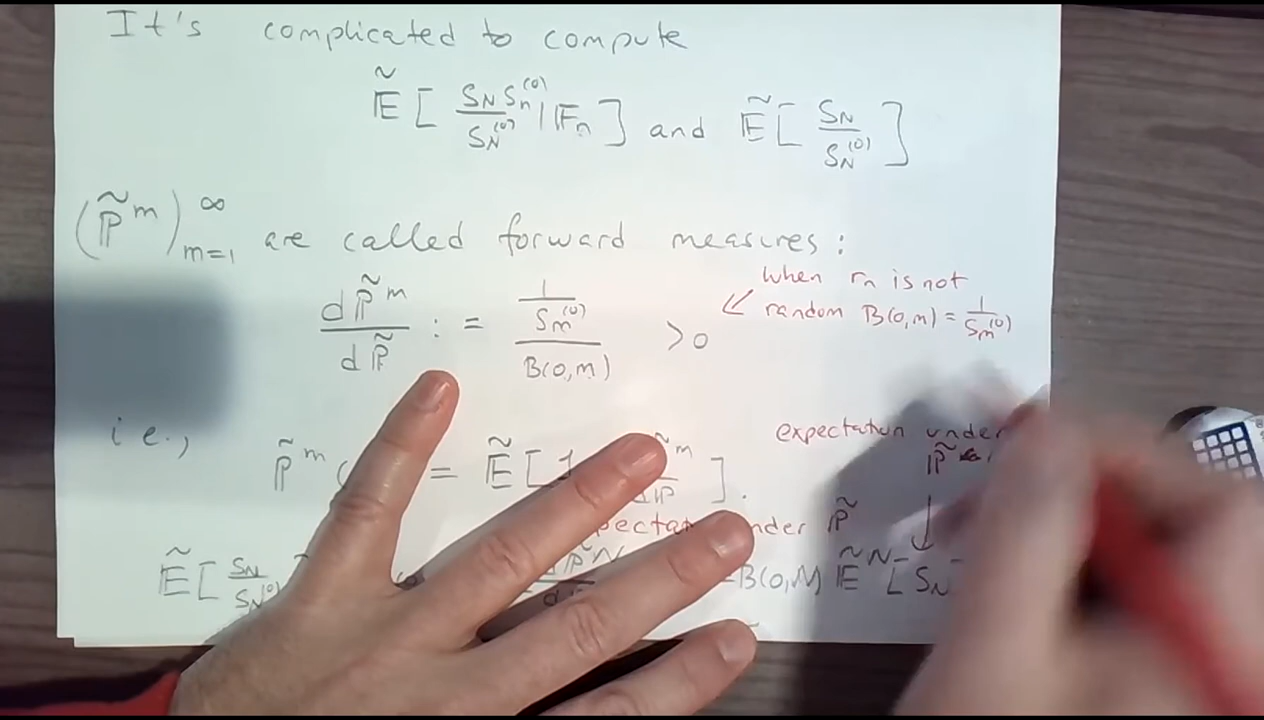 It's complicated to compute
Ẽ [ S_N S_n^(0) / S_N^(0) | 𝔽_n ] and Ẽ [ S_N / S_N^(0) ]
(P̃^m)_{m=1}^∞ are called forward measures:
dP̃^m / dP̃ := (1 / S_m^(0)) / B(0,m) > 0
↙ when r_n is not
random B(0,m) = 1 / S_m^(0)
i.e.,
expectation under
P̃
P̃^m ( = Ẽ [ 1 ].
under P̃
Ẽ [ S_N / S_N^(0) B(0,N) Ẽ^N [ S_N